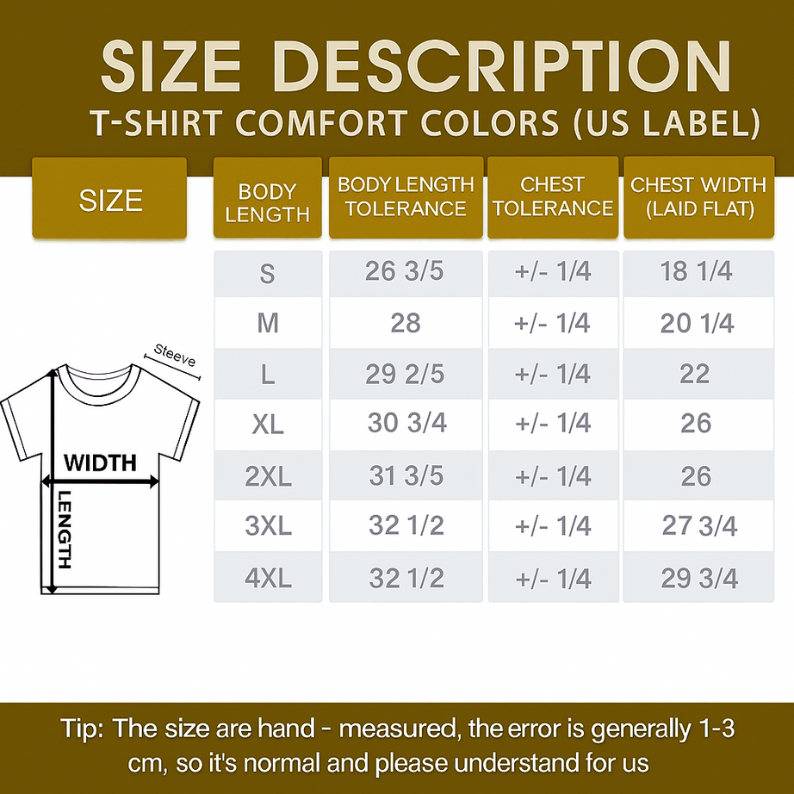 SIZE DESCRIPTION
T-SHIRT COMFORT COLORS (US LABEL)
SIZE
BODY LENGTH
BODY LENGTH TOLERANCE
CHEST TOLERANCE
CHEST WIDTH (LAID FLAT)
S 26 3/5 +/- 1/4 18 1/4
M 28 +/- 1/4 20 1/4
L 29 2/5 +/- 1/4 22
XL 30 3/4 +/- 1/4 26
2XL 31 3/5 +/- 1/4 26
3XL 32 1/2 +/- 1/4 27 3/4
4XL 32 1/2 +/- 1/4 29 3/4
Sleeve
WIDTH
LENGTH
Tip: The size are hand - measured, the error is generally 1-3
cm, so it's normal and please understand for us